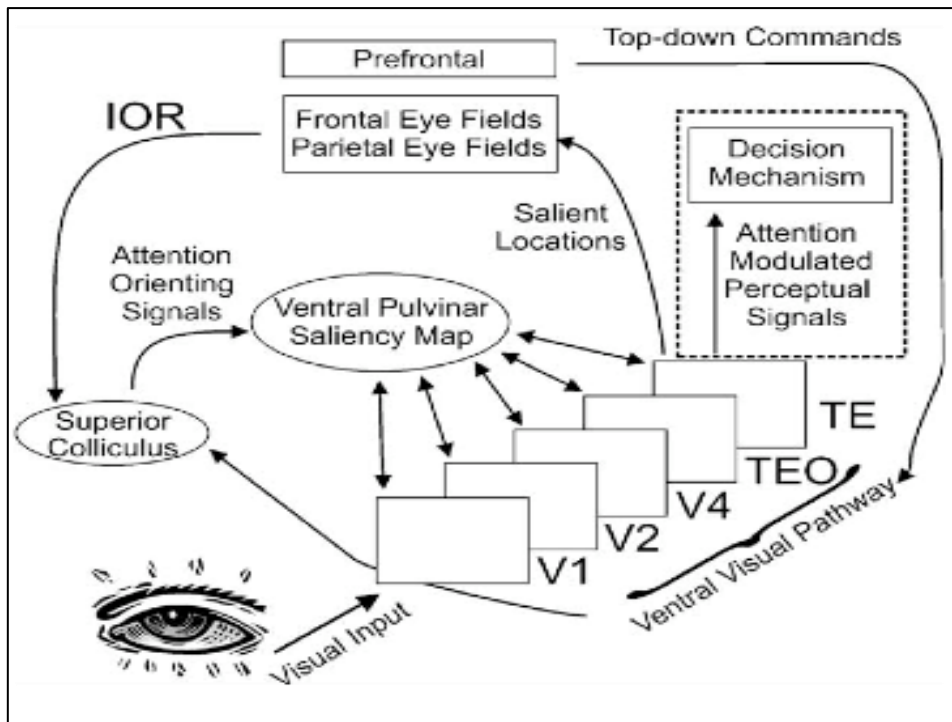 Top-down Commands
Prefrontal
IOR
Frontal Eye Fields
Parietal Eye Fields
Decision
Mechanism
Salient
Locations
Attention
Modulated
Perceptual
Signals
Attention
Orienting
Signals
Ventral Pulvinar
Saliency Map
Superior
Colliculus
TE
TEO
V4
V2
V1
Ventral Visual Pathway
Visual Input